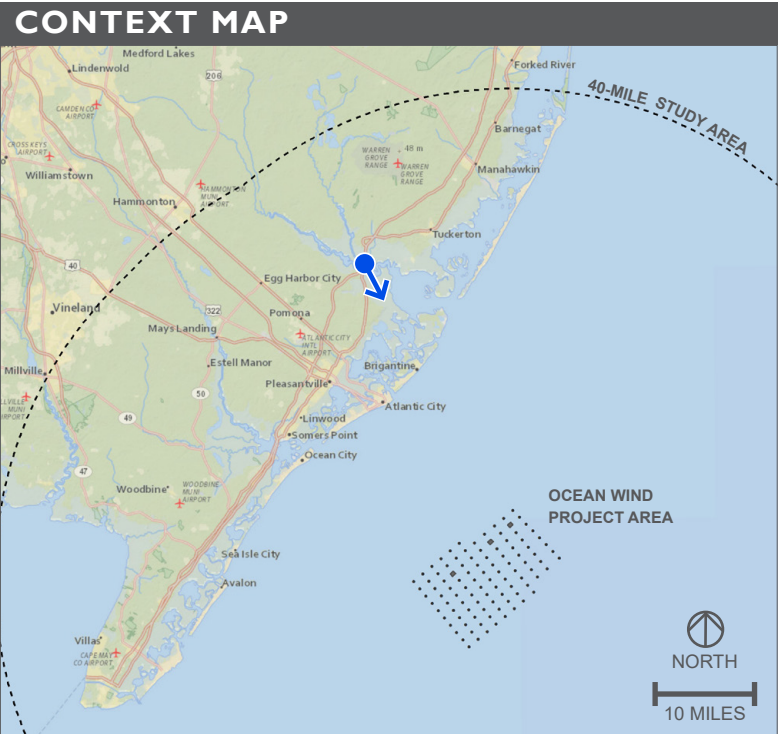 CONTEXT MAP
Medford Lakes
Forked River
Lindenwold
206
40-MILE STUDY AREA
CAMDEN CO
AIRPORT
Barnegat
CROSS KEYS
AIRPORT
WARREN
GROVE
RANGE
48 m
WARREN
GROVE
RANGE
Manahawkin
Williamstown
HAMMONTON
MUNI
AIRPORT
Hammonton
Tuckerton
40
Egg Harbor City
Vineland
322
Pomona
Mays Landing
ATLANTIC CITY
INTL
AIRPORT
Estell Manor
Brigantine
Millville
Pleasantville
50
LLVILLE
MUNI
IRPORT
Atlantic City
49
Linwood
Somers Point
Ocean City
47
Woodbine
WOODBINE
MUNI
AIRPORT
OCEAN WIND
PROJECT AREA
Sea Isle City
Avalon
Villas
CAPE MAY
CO AIRPORT
NORTH
10 MILES